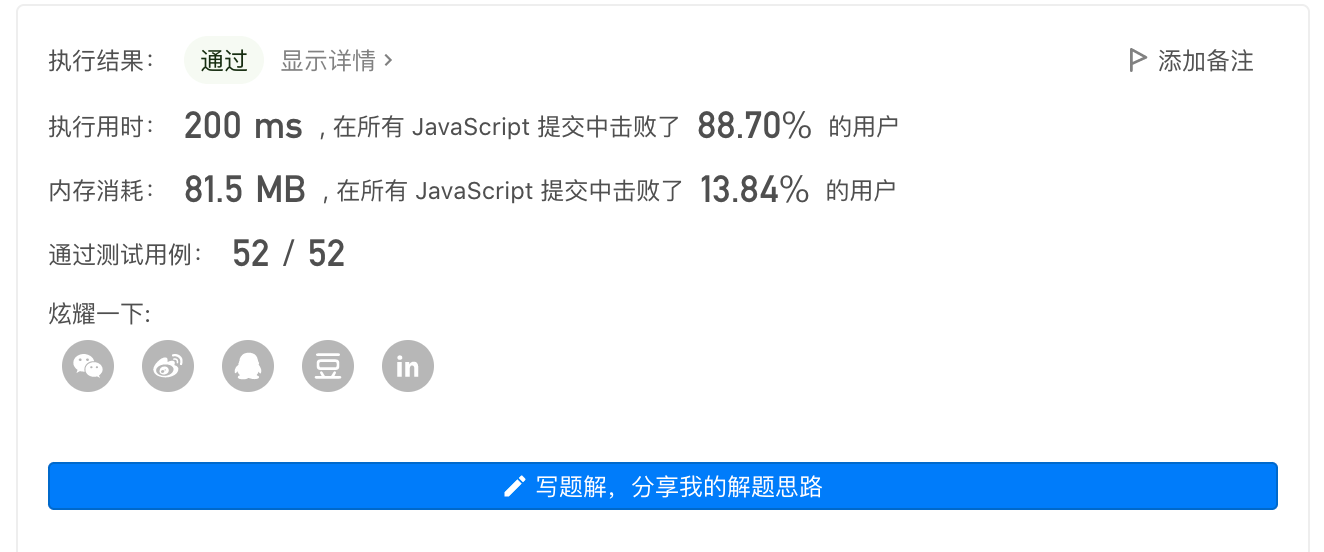 执行结果： 通过 显示详情 > 添加备注
执行用时： 200 ms , 在所有 JavaScript 提交中击败了 88.70% 的用户
内存消耗： 81.5 MB , 在所有 JavaScript 提交中击败了 13.84% 的用户
通过测试用例： 52 / 52
炫耀一下:
豆 in
写题解，分享我的解题思路